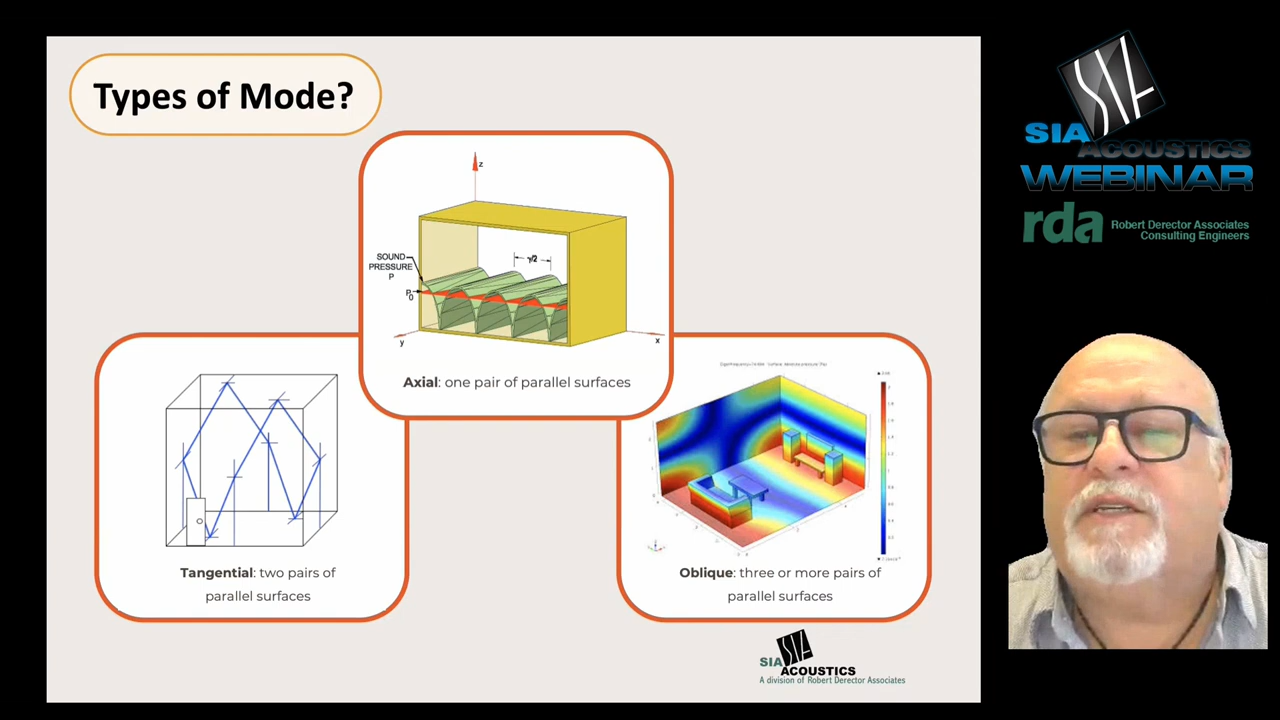 Types of Mode?
z
SOUND
PRESSURE
P
P0
x
y
Axial: one pair of parallel surfaces
Tangential: two pairs of
parallel surfaces
Oblique: three or more pairs of
parallel surfaces
SIA
ACOUSTICS
A division of Robert Derector Associates
SIA
ACOUSTICS
WEBINAR
rda
Robert Derector Associates
Consulting Engineers